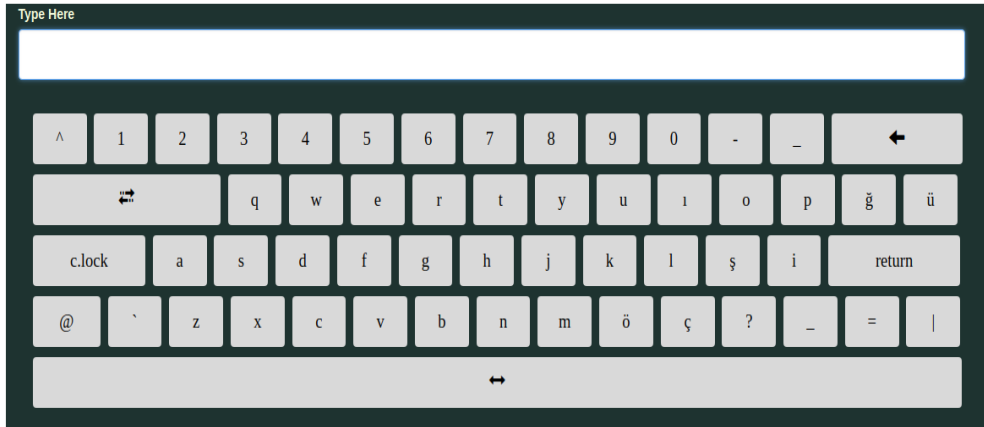 Type Here
^ 1 2 3 4 5 6 7 8 9 0 - _
q w e r t y u ı o p ğ ü
c.lock a s d f g h j k l ş i return
@ ` z x c v b n m ö ç ? _ = |